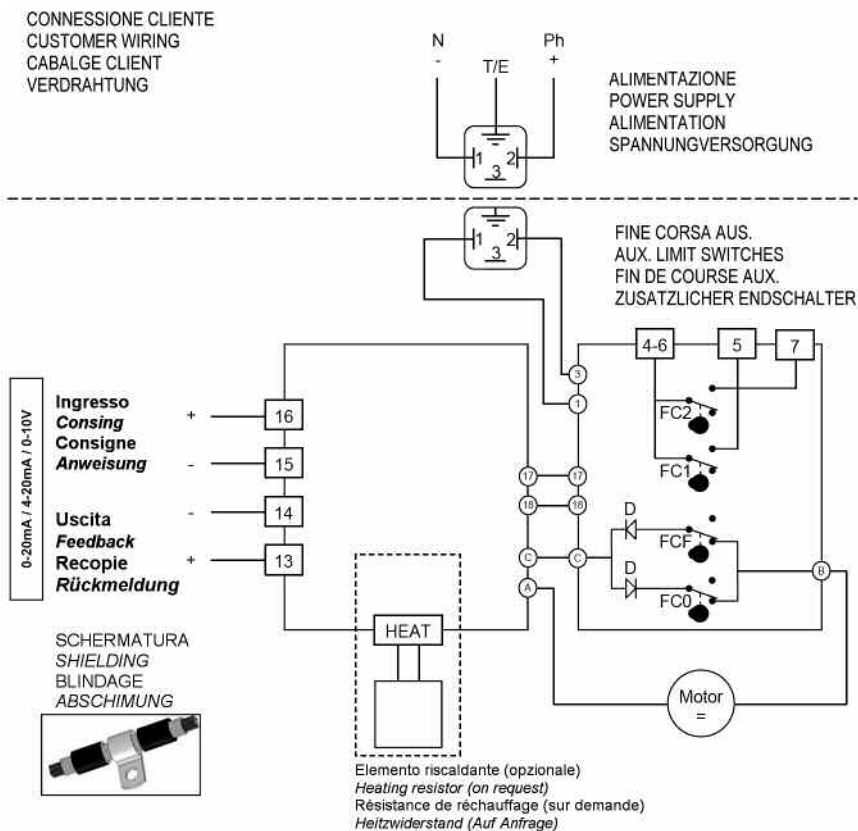 CONNESSIONE CLIENTE
CUSTOMER WIRING
CABALGE CLIENT
VERDRAHTUNG
N
-
T/E
Ph
+
ALIMENTAZIONE
POWER SUPPLY
ALIMENTATION
SPANNUNGVERSORGUNG
1 2
3
1 2
3
FINE CORSA AUS.
AUX. LIMIT SWITCHES
FIN DE COURSE AUX.
ZUSATZLICHER ENDSCHALTER
4-6 5 7
3
1
FC2
FC1
17 17
18 18
C C
A
B
D
FCF
D
FC0
0-20mA / 4-20mA / 0-10V
Ingresso
Consing
Consigne
Anweisung
+ 16
- 15
- 14
+ 13
Uscita
Feedback
Recopie
Rückmeldung
HEAT
Motor
=
SCHERMATURA
SHIELDING
BLINDAGE
ABSCHIMUNG
Elemento riscaldante (opzionale)
Heating resistor (on request)
Résistance de réchauffage (sur demande)
Heitzwiderstand (Auf Anfrage)